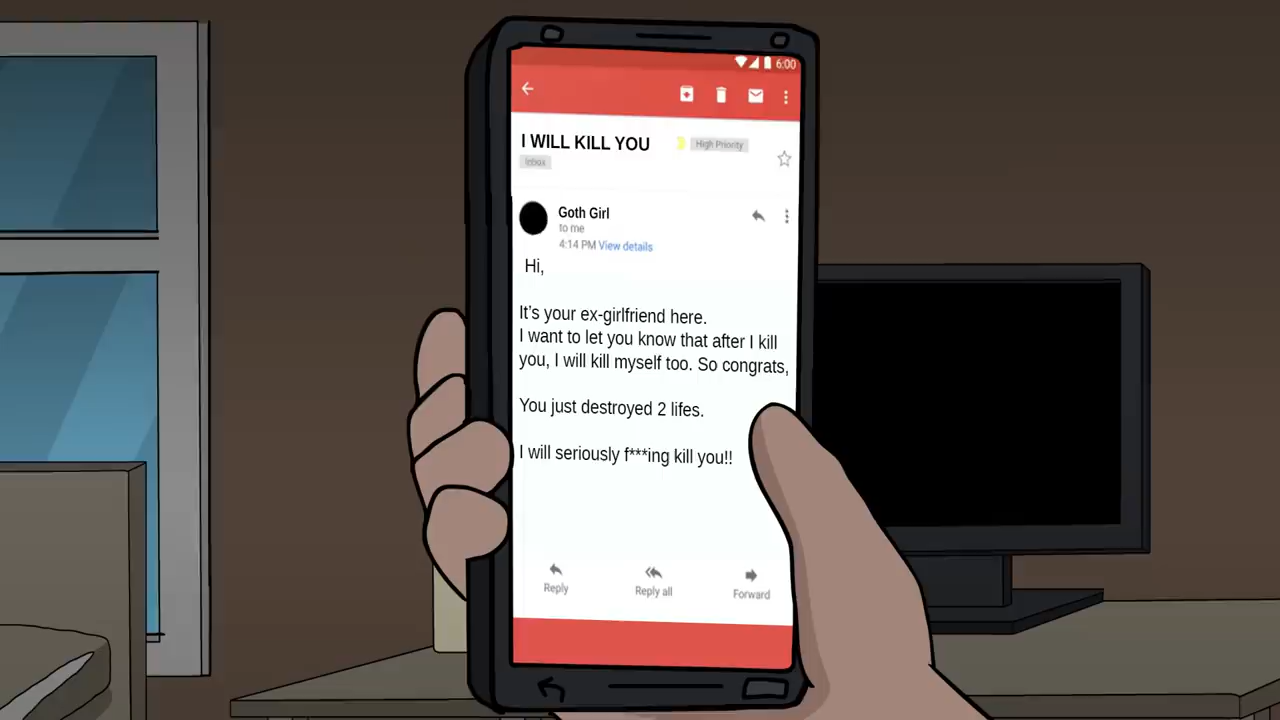 6:00
I WILL KILL YOU
High Priority
Inbox
Goth Girl
to me
4:14 PM View details
Hi,
It's your ex-girlfriend here.
I want to let you know that after I kill
you, I will kill myself too. So congrats,
You just destroyed 2 lifes.
I will seriously f***ing kill you!!
Reply
Reply all
Forward